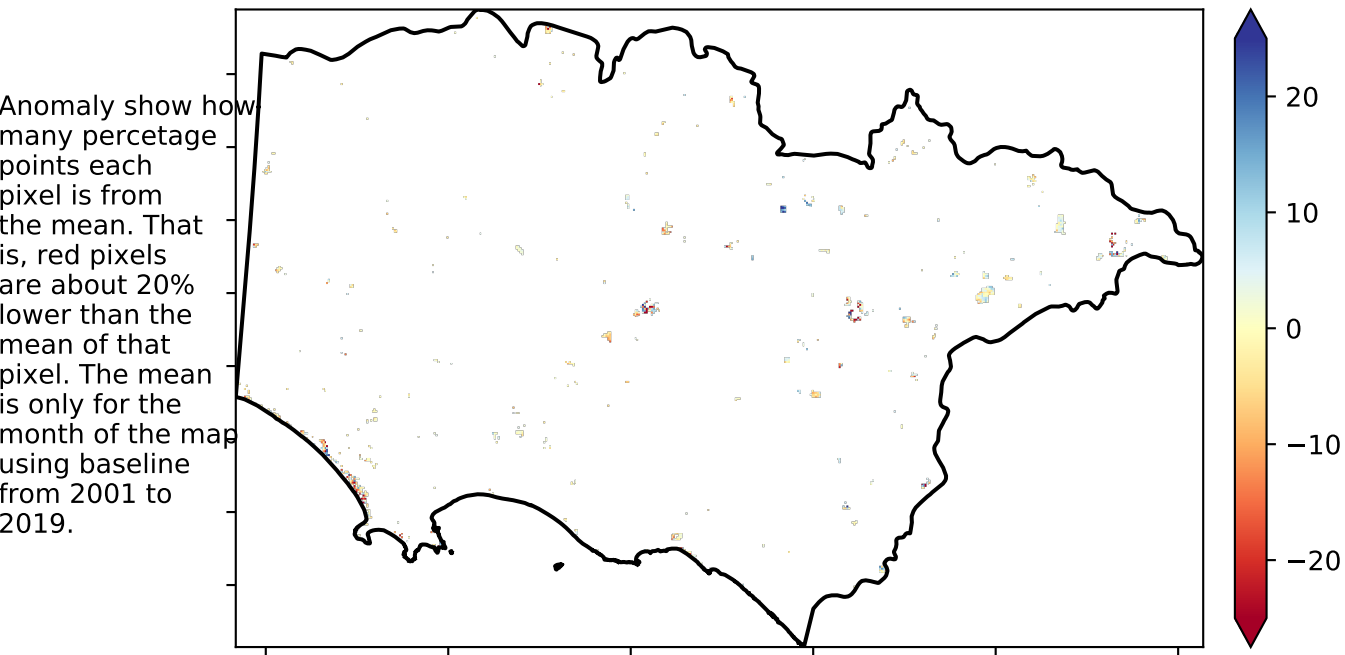 Anomaly show how
many percetage
points each
pixel is from
the mean. That
is, red pixels
are about 20%
lower than the
mean of that
pixel. The mean
is only for the
month of the map
using baseline
from 2001 to
2019.
20
10
0
−10
−20